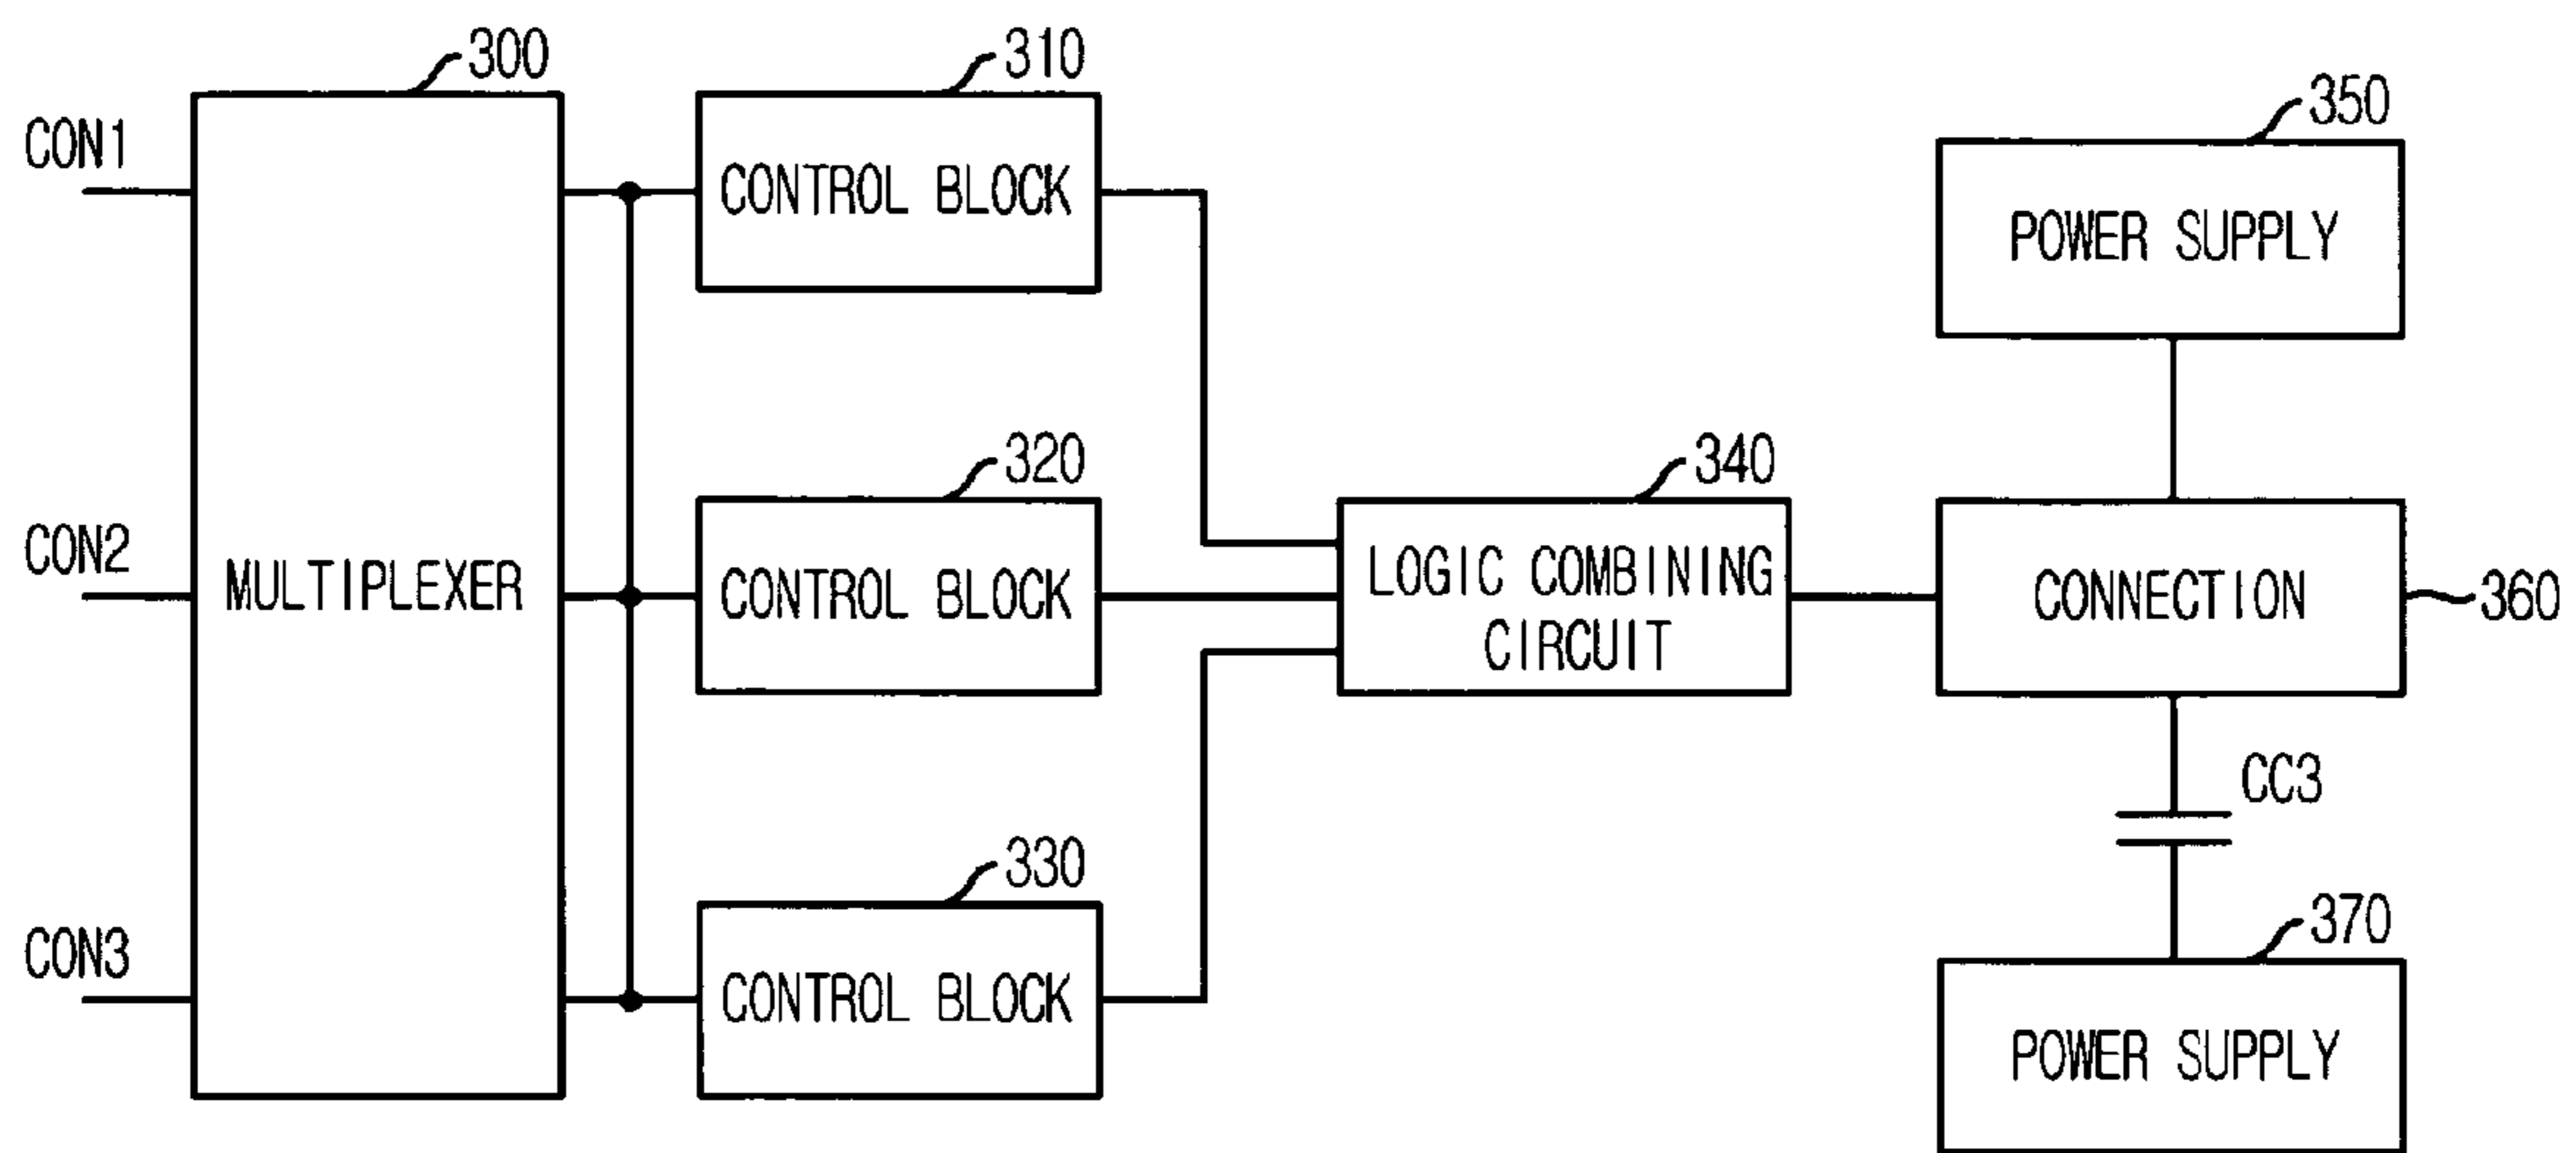 300
310
350
CON1
CONTROL BLOCK
POWER SUPPLY
320
340
CON2
MULTIPLEXER
CONTROL BLOCK
LOGIC COMBINING
CIRCUIT
CONNECTION
360
CC3
330
370
CON3
CONTROL BLOCK
POWER SUPPLY